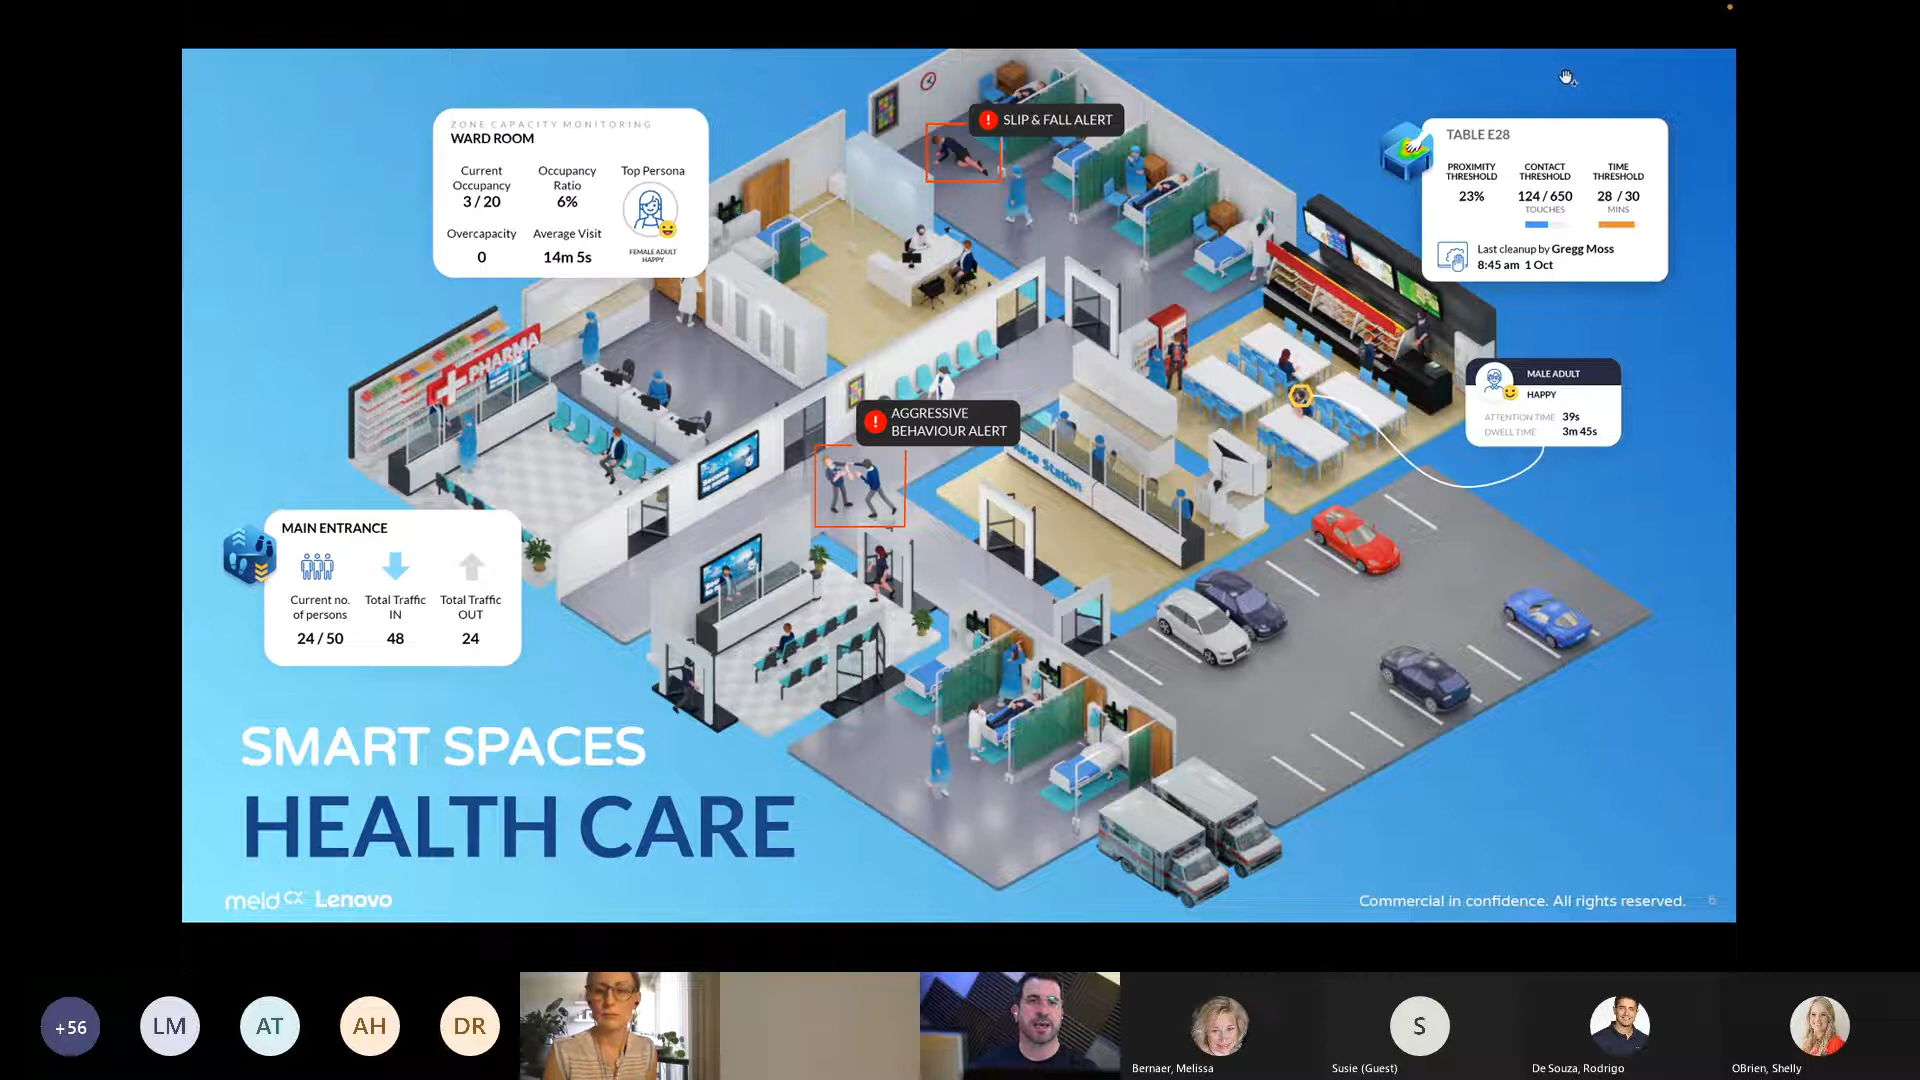 ZONE CAPACITY MONITORING
WARD ROOM
Current Occupancy
3 / 20
Occupancy Ratio
6%
Top Persona
FEMALE ADULT
HAPPY
Overcapacity
0
Average Visit
14m 5s
SLIP & FALL ALERT
TABLE E28
PROXIMITY THRESHOLD
23%
CONTACT THRESHOLD
124 / 650
TOUCHES
TIME THRESHOLD
28 / 30
MINS
Last cleanup by Gregg Moss
8:45 am 1 Oct
PHARMA
AGGRESSIVE
BEHAVIOUR ALERT
MALE ADULT
HAPPY
ATTENTION TIME 39s
DWELL TIME 3m 45s
Station
MAIN ENTRANCE
Current no. of persons
24 / 50
Total Traffic IN
48
Total Traffic OUT
24
SMART SPACES
HEALTH CARE
meld CX Lenovo
Commercial in confidence. All rights reserved. 6
+56
LM
AT
AH
DR
Bernaer, Melissa
S
Susie (Guest)
De Souza, Rodrigo
OBrien, Shelly